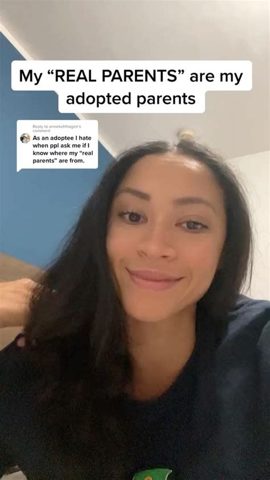 My “REAL PARENTS” are my
adopted parents
comment
As an adoptee I hate
when ppl ask me if I
know where my “real
parents” are from.